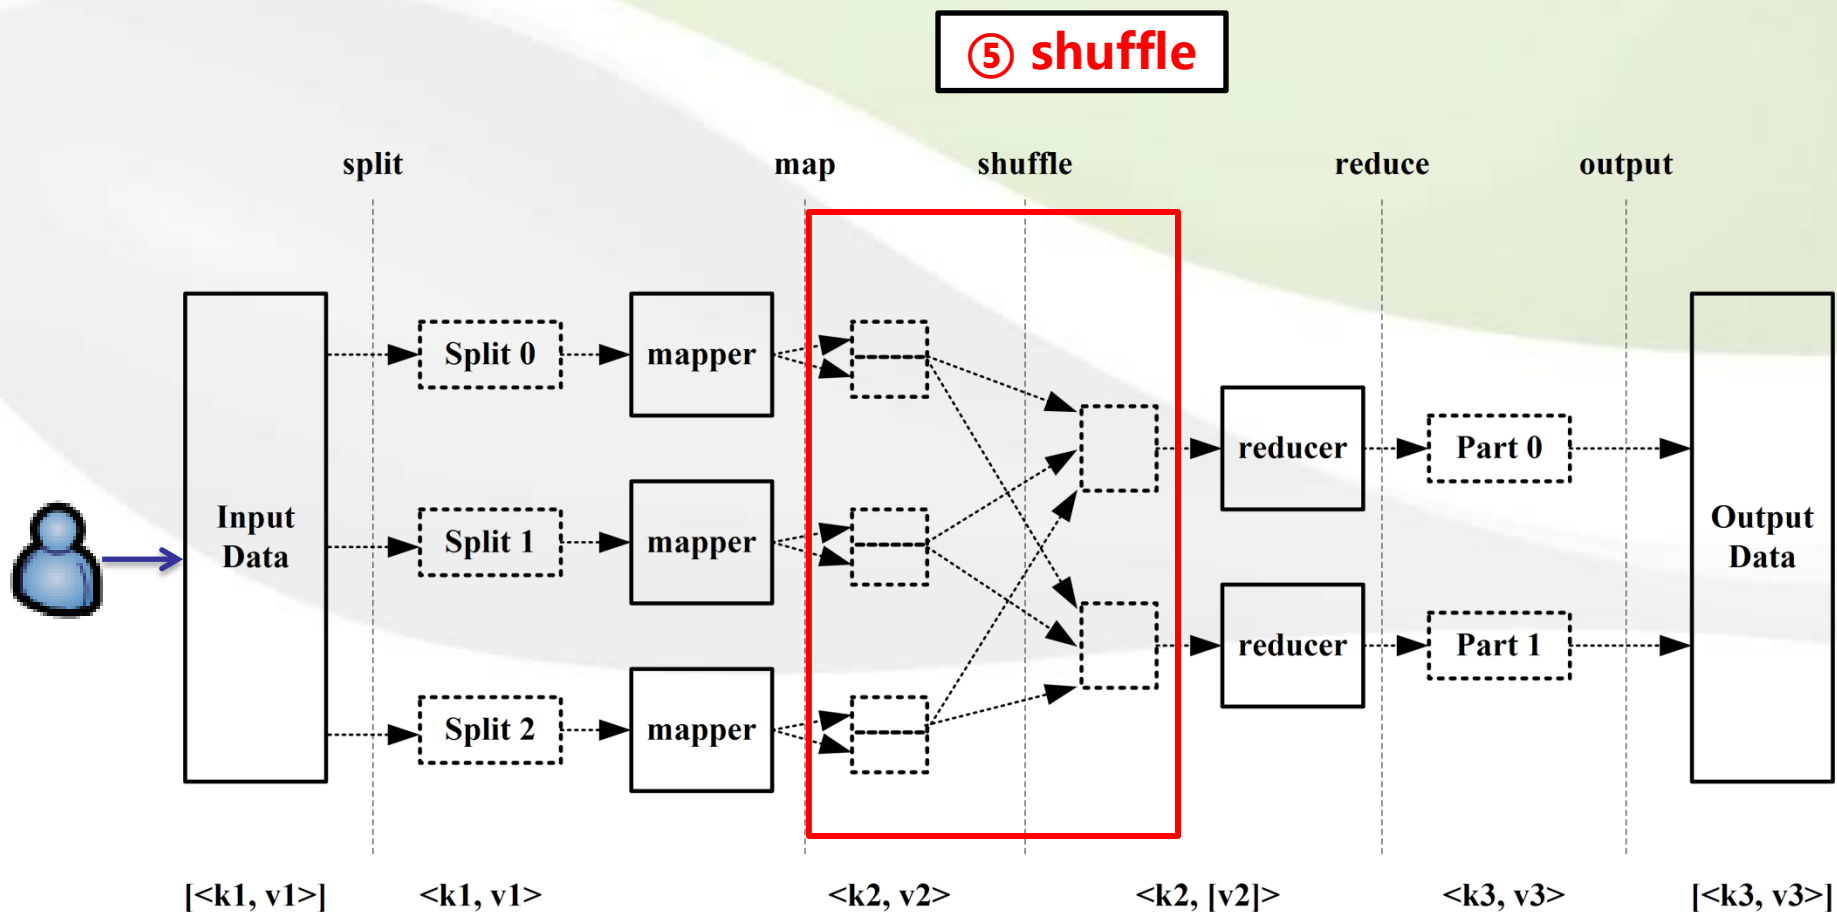 ⑤ shuffle
split
map
shuffle
reduce
output
Input
Data
Split 0
Split 1
Split 2
mapper
mapper
mapper
reducer
reducer
Part 0
Part 1
Output
Data
[<k1, v1>]
<k1, v1>
<k2, v2>
<k2, [v2]>
<k3, v3>
[<k3, v3>]